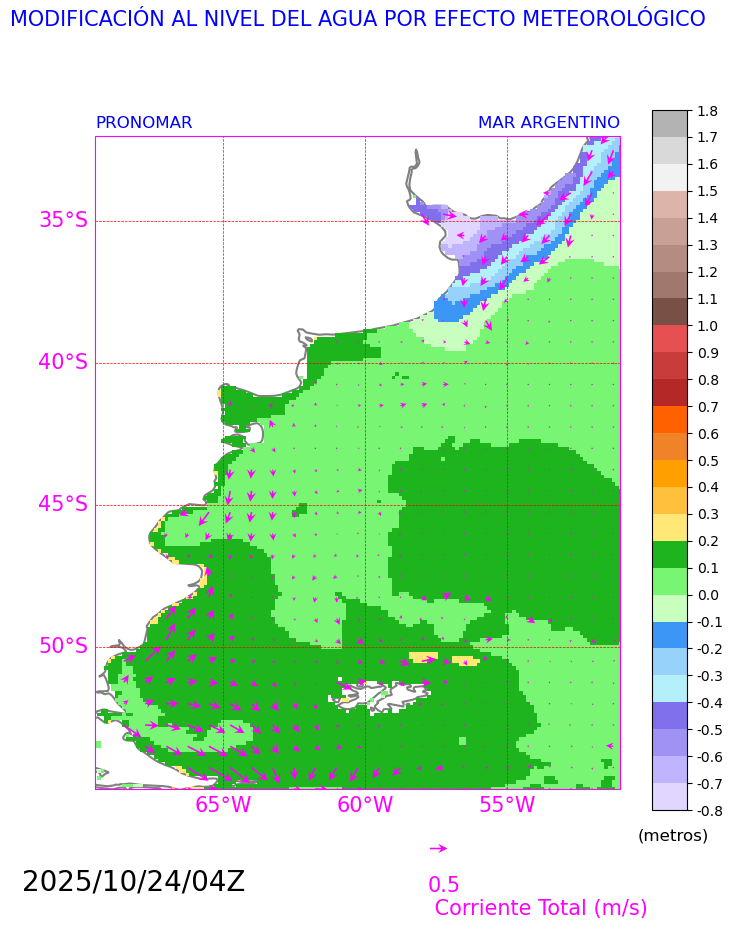 MODIFICACIÓN AL NIVEL DEL AGUA POR EFECTO METEOROLÓGICO
PRONOMAR
MAR ARGENTINO
35°S
40°S
45°S
50°S
65°W
60°W
55°W
1.8
1.7
1.6
1.5
1.4
1.3
1.2
1.1
1.0
0.9
0.8
0.7
0.6
0.5
0.4
0.3
0.2
0.1
0.0
-0.1
-0.2
-0.3
-0.4
-0.5
-0.6
-0.7
-0.8
(metros)
2025/10/24/04Z
0.5
Corriente Total (m/s)